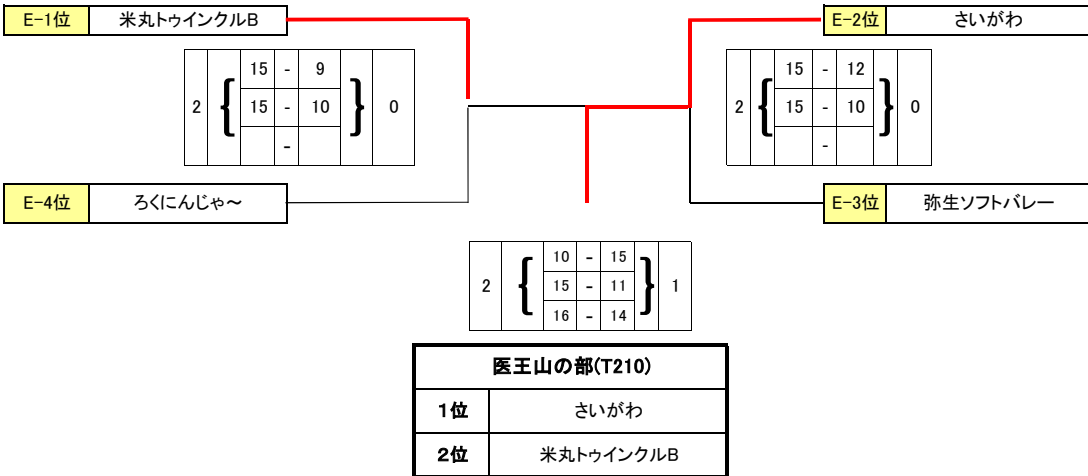 E-1位 米丸トゥインクルB E-2位 さいがわ
15 - 9 15 - 12
2 { 15 - 10 } 0 2 { 15 - 10 } 0
- -
E-4位 ろくにんじゃ～ E-3位 弥生ソフトバレー
10 - 15
2 { 15 - 11 } 1
16 - 14
医王山の部(T210)
1位 さいがわ
2位 米丸トゥインクルB